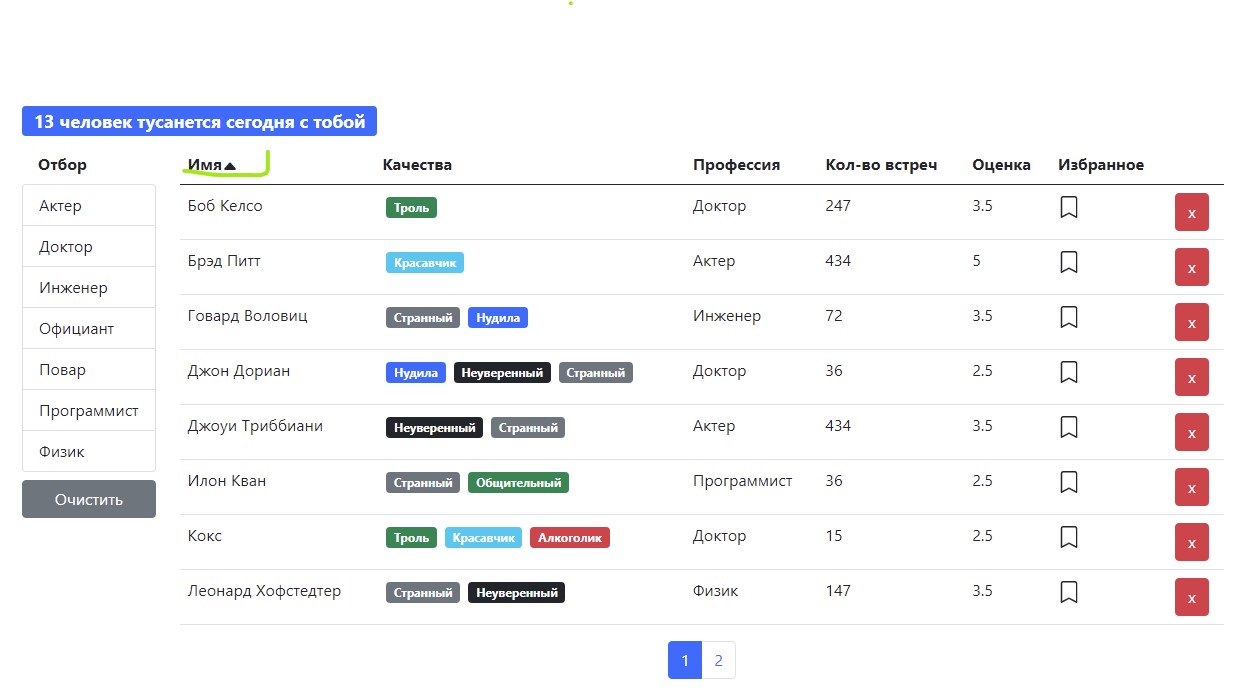 13 человек тусанется сегодня с тобой
Отбор
Актер
Доктор
Инженер
Официант
Повар
Программист
Физик
Очистить
Имя▲ Качества Профессия Кол-во встреч Оценка Избранное
Боб Келсо Троль Доктор 247 3.5 x
Брэд Питт Красавчик Актер 434 5 x
Говард Воловиц Странный Нудила Инженер 72 3.5 x
Джон Дориан Нудила Неуверенный Странный Доктор 36 2.5 x
Джоуи Триббиани Неуверенный Странный Актер 434 3.5 x
Илон Кван Странный Общительный Программист 36 2.5 x
Кокс Троль Красавчик Алкоголик Доктор 15 2.5 x
Леонард Хофстедтер Странный Неуверенный Физик 147 3.5 x
1 2